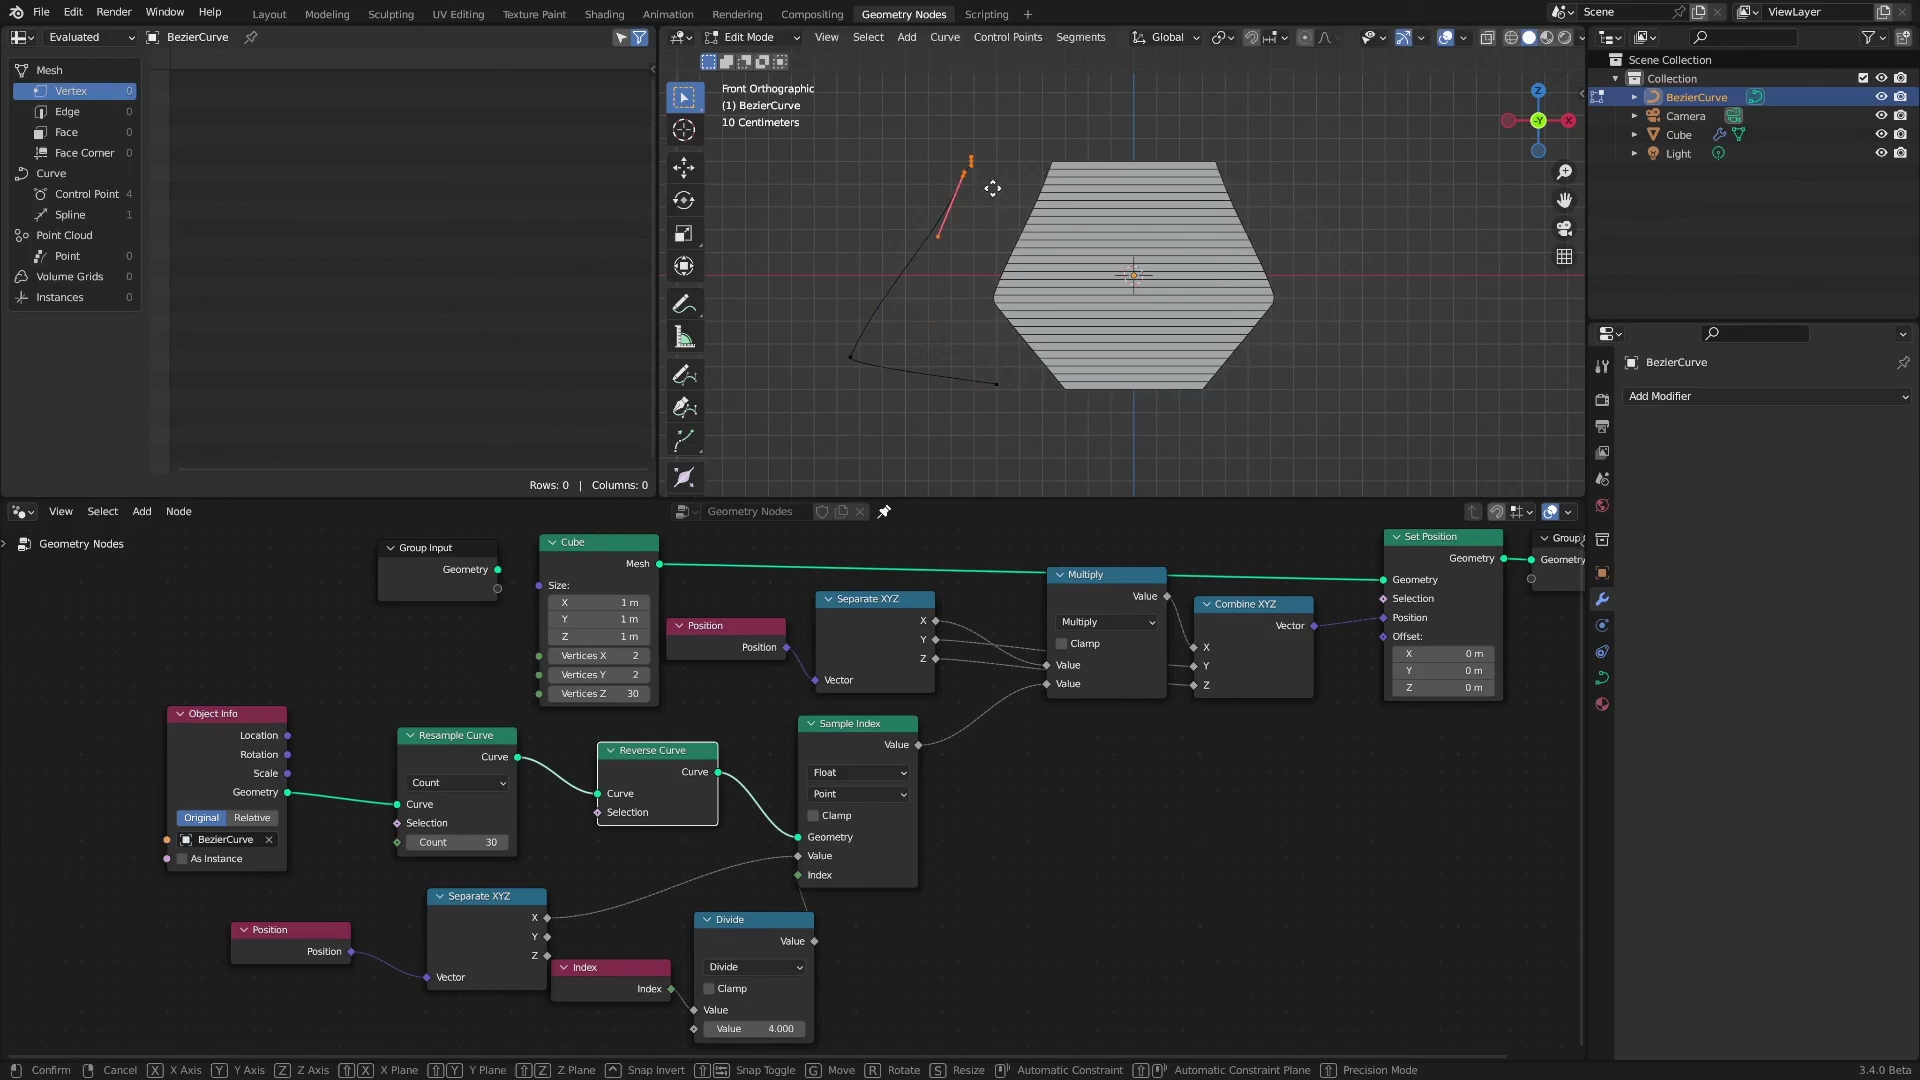 File Edit Render Window Help Layout Modeling Sculpting UV Editing Texture Paint Shading Animation Rendering Compositing Geometry Nodes Scripting + Scene ViewLayer
Evaluated BezierCurve
Edit Mode View Select Add Curve Control Points Segments Global
Mesh
Vertex 0
Edge 0
Face 0
Face Corner 0
Curve
Control Point 4
Spline 1
Point Cloud
Point 0
Volume Grids 0
Instances 0
Rows: 0 | Columns: 0
Front Orthographic
(1) BezierCurve
10 Centimeters
Z
-Y
X
Scene Collection
Collection
BezierCurve
Camera
Cube
Light
BezierCurve
Add Modifier
View Select Add Node Geometry Nodes
Geometry Nodes
Group Input
Geometry
Cube
Mesh
Size:
X 1 m
Y 1 m
Z 1 m
Vertices X 2
Vertices Y 2
Vertices Z 30
Position
Position
Separate XYZ
X
Y
Z
Vector
Multiply
Value
Multiply
Clamp
Value
Value
Combine XYZ
Vector
X
Y
Z
Set Position
Geometry
Geometry
Selection
Position
Offset:
X 0 m
Y 0 m
Z 0 m
Group
Geometry
Object Info
Location
Rotation
Scale
Geometry
Original Relative
BezierCurve
As Instance
Resample Curve
Curve
Count
Curve
Selection
Count 30
Reverse Curve
Curve
Curve
Selection
Sample Index
Value
Float
Point
Clamp
Geometry
Value
Index
Position
Position
Separate XYZ
X
Y
Z
Vector
Index
Index
Divide
Value
Divide
Clamp
Value
Value 4.000
Confirm Cancel X X Axis Y Y Axis Z Z Axis X X Plane Y Y Plane Z Z Plane Snap Invert Snap Toggle G Move R Rotate S Resize Automatic Constraint Automatic Constraint Plane Precision Mode 3.4.0 Beta